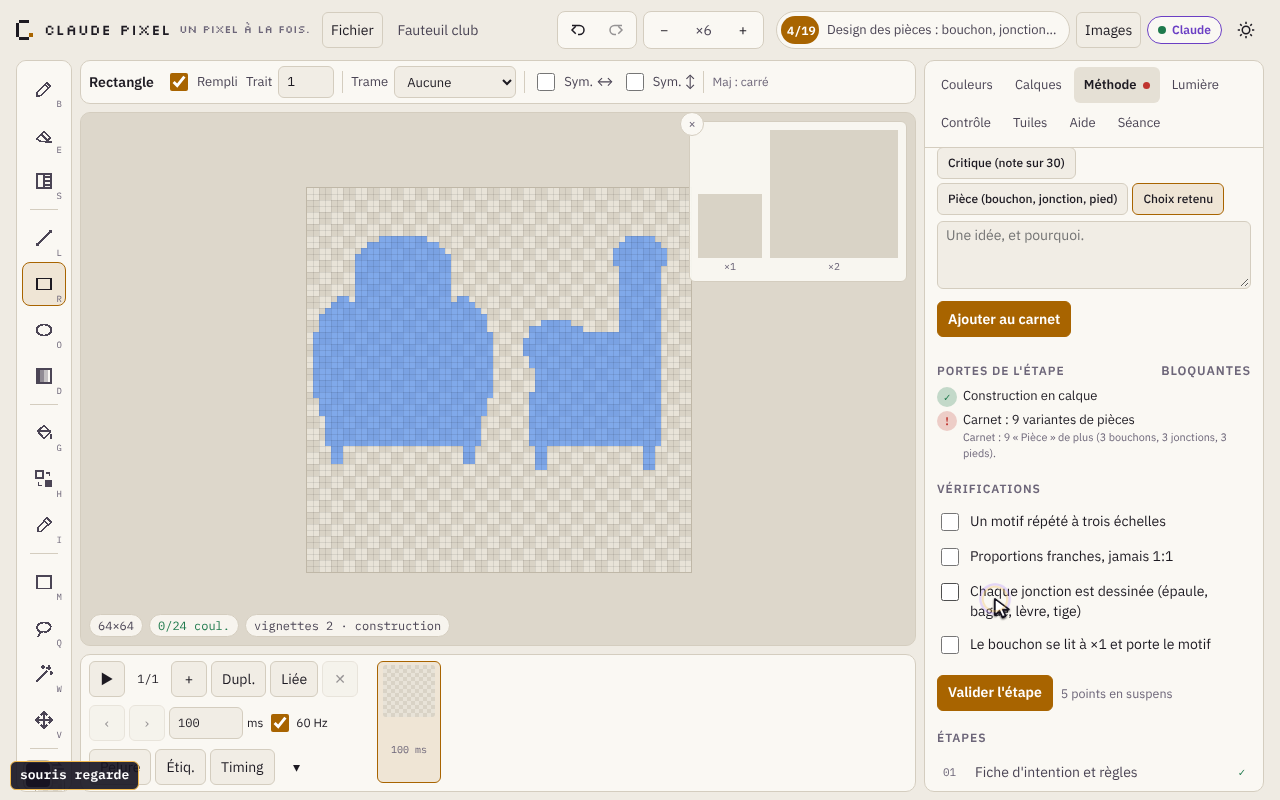 CLAUDE PIXEL UN PIXEL À LA FOIS. Fichier Fauteuil club − ×6 + 4/19 Design des pièces : bouchon, jonction… Images Claude
Rectangle Rempli Trait 1 Trame Aucune Sym. ↔ Sym. ↕ Maj : carré
B
E
S
L
R
O
D
G
H
I
M
Q
W
V
×
×1 ×2
64×64 0/24 coul. vignettes 2 · construction
1/1 + Dupl. Liée ×
‹ › 100 ms 60 Hz
Étiq. Timing ▼
100 ms
souris regarde
Couleurs Calques Méthode Lumière
Contrôle Tuiles Aide Séance
Critique (note sur 30)
Pièce (bouchon, jonction, pied) Choix retenu
Une idée, et pourquoi.
Ajouter au carnet
PORTES DE L'ÉTAPE BLOQUANTES
✓ Construction en calque
! Carnet : 9 variantes de pièces
Carnet : 9 « Pièce » de plus (3 bouchons, 3 jonctions, 3
pieds).
VÉRIFICATIONS
Un motif répété à trois échelles
Proportions franches, jamais 1:1
Chaque jonction est dessinée (épaule,
bague, lèvre, tige)
Le bouchon se lit à ×1 et porte le motif
Valider l'étape 5 points en suspens
ÉTAPES
01 Fiche d'intention et règles ✓